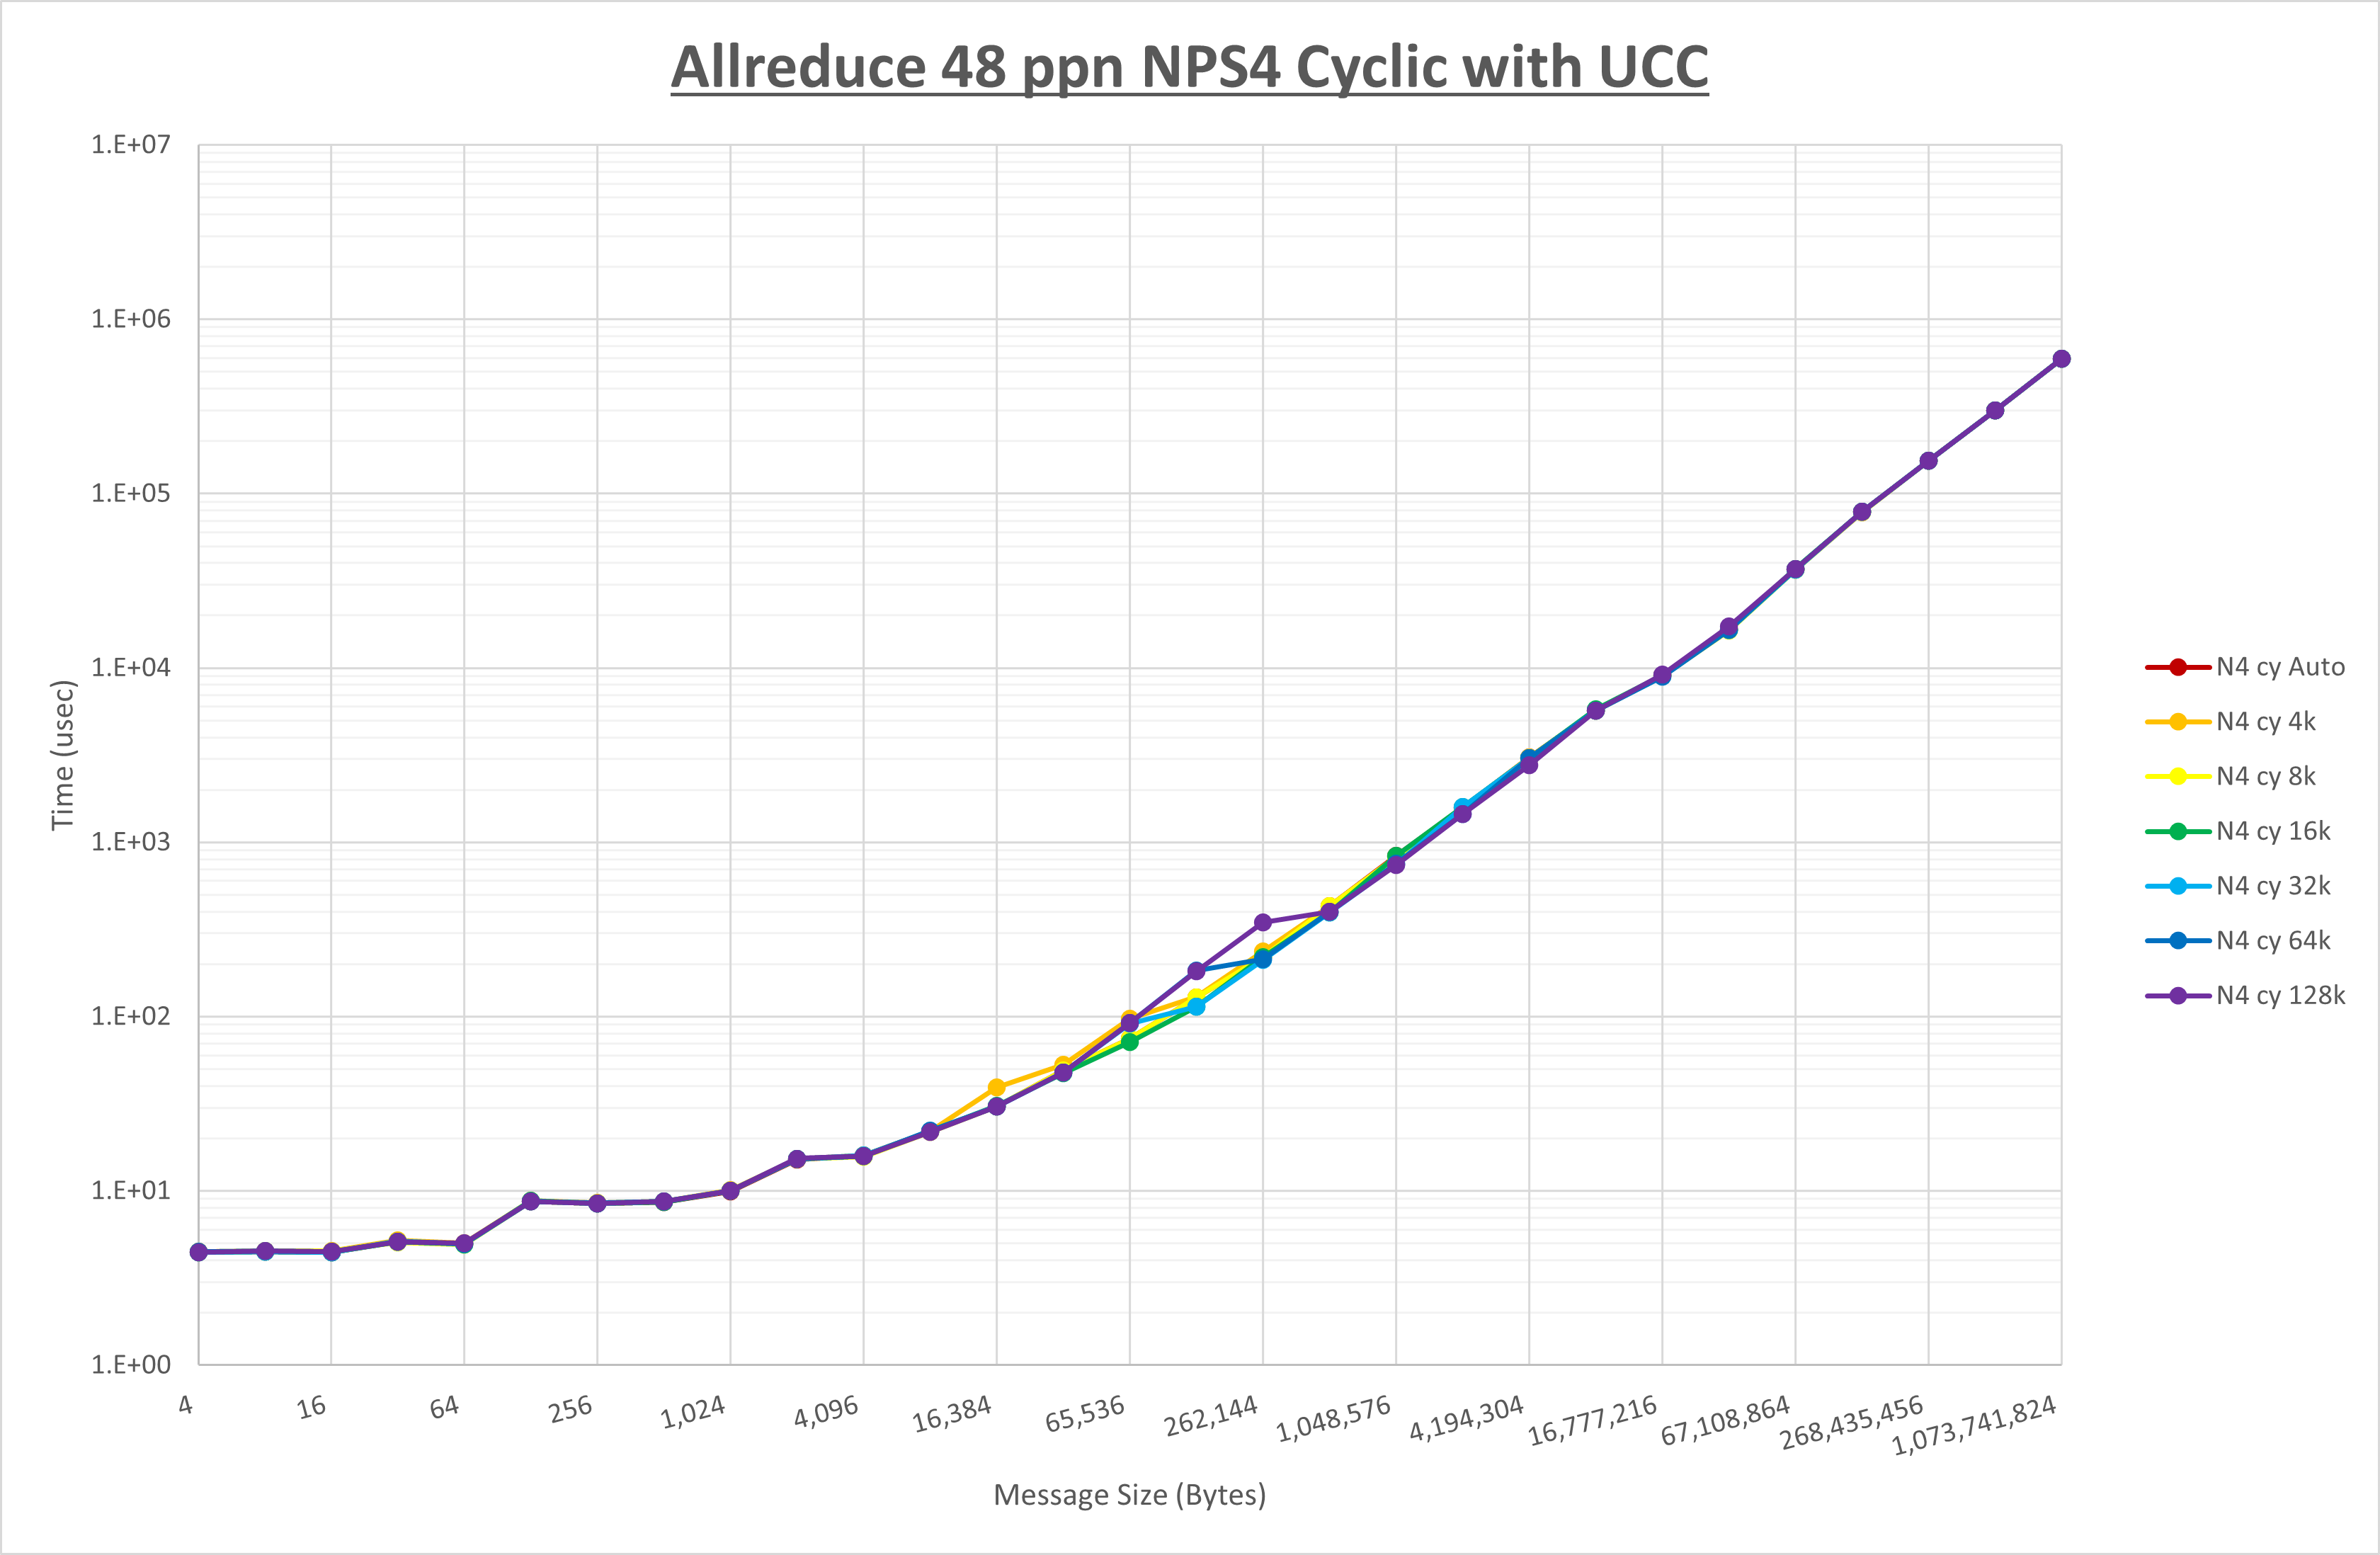 Allreduce 48 ppn NPS4 Cyclic with UCC
1.E+07
1.E+06
1.E+05
1.E+04
1.E+03
1.E+02
1.E+01
1.E+00
Time (usec)
4
16
64
256
1,024
4,096
16,384
65,536
262,144
1,048,576
4,194,304
16,777,216
67,108,864
268,435,456
1,073,741,824
Message Size (Bytes)
N4 cy Auto
N4 cy 4k
N4 cy 8k
N4 cy 16k
N4 cy 32k
N4 cy 64k
N4 cy 128k